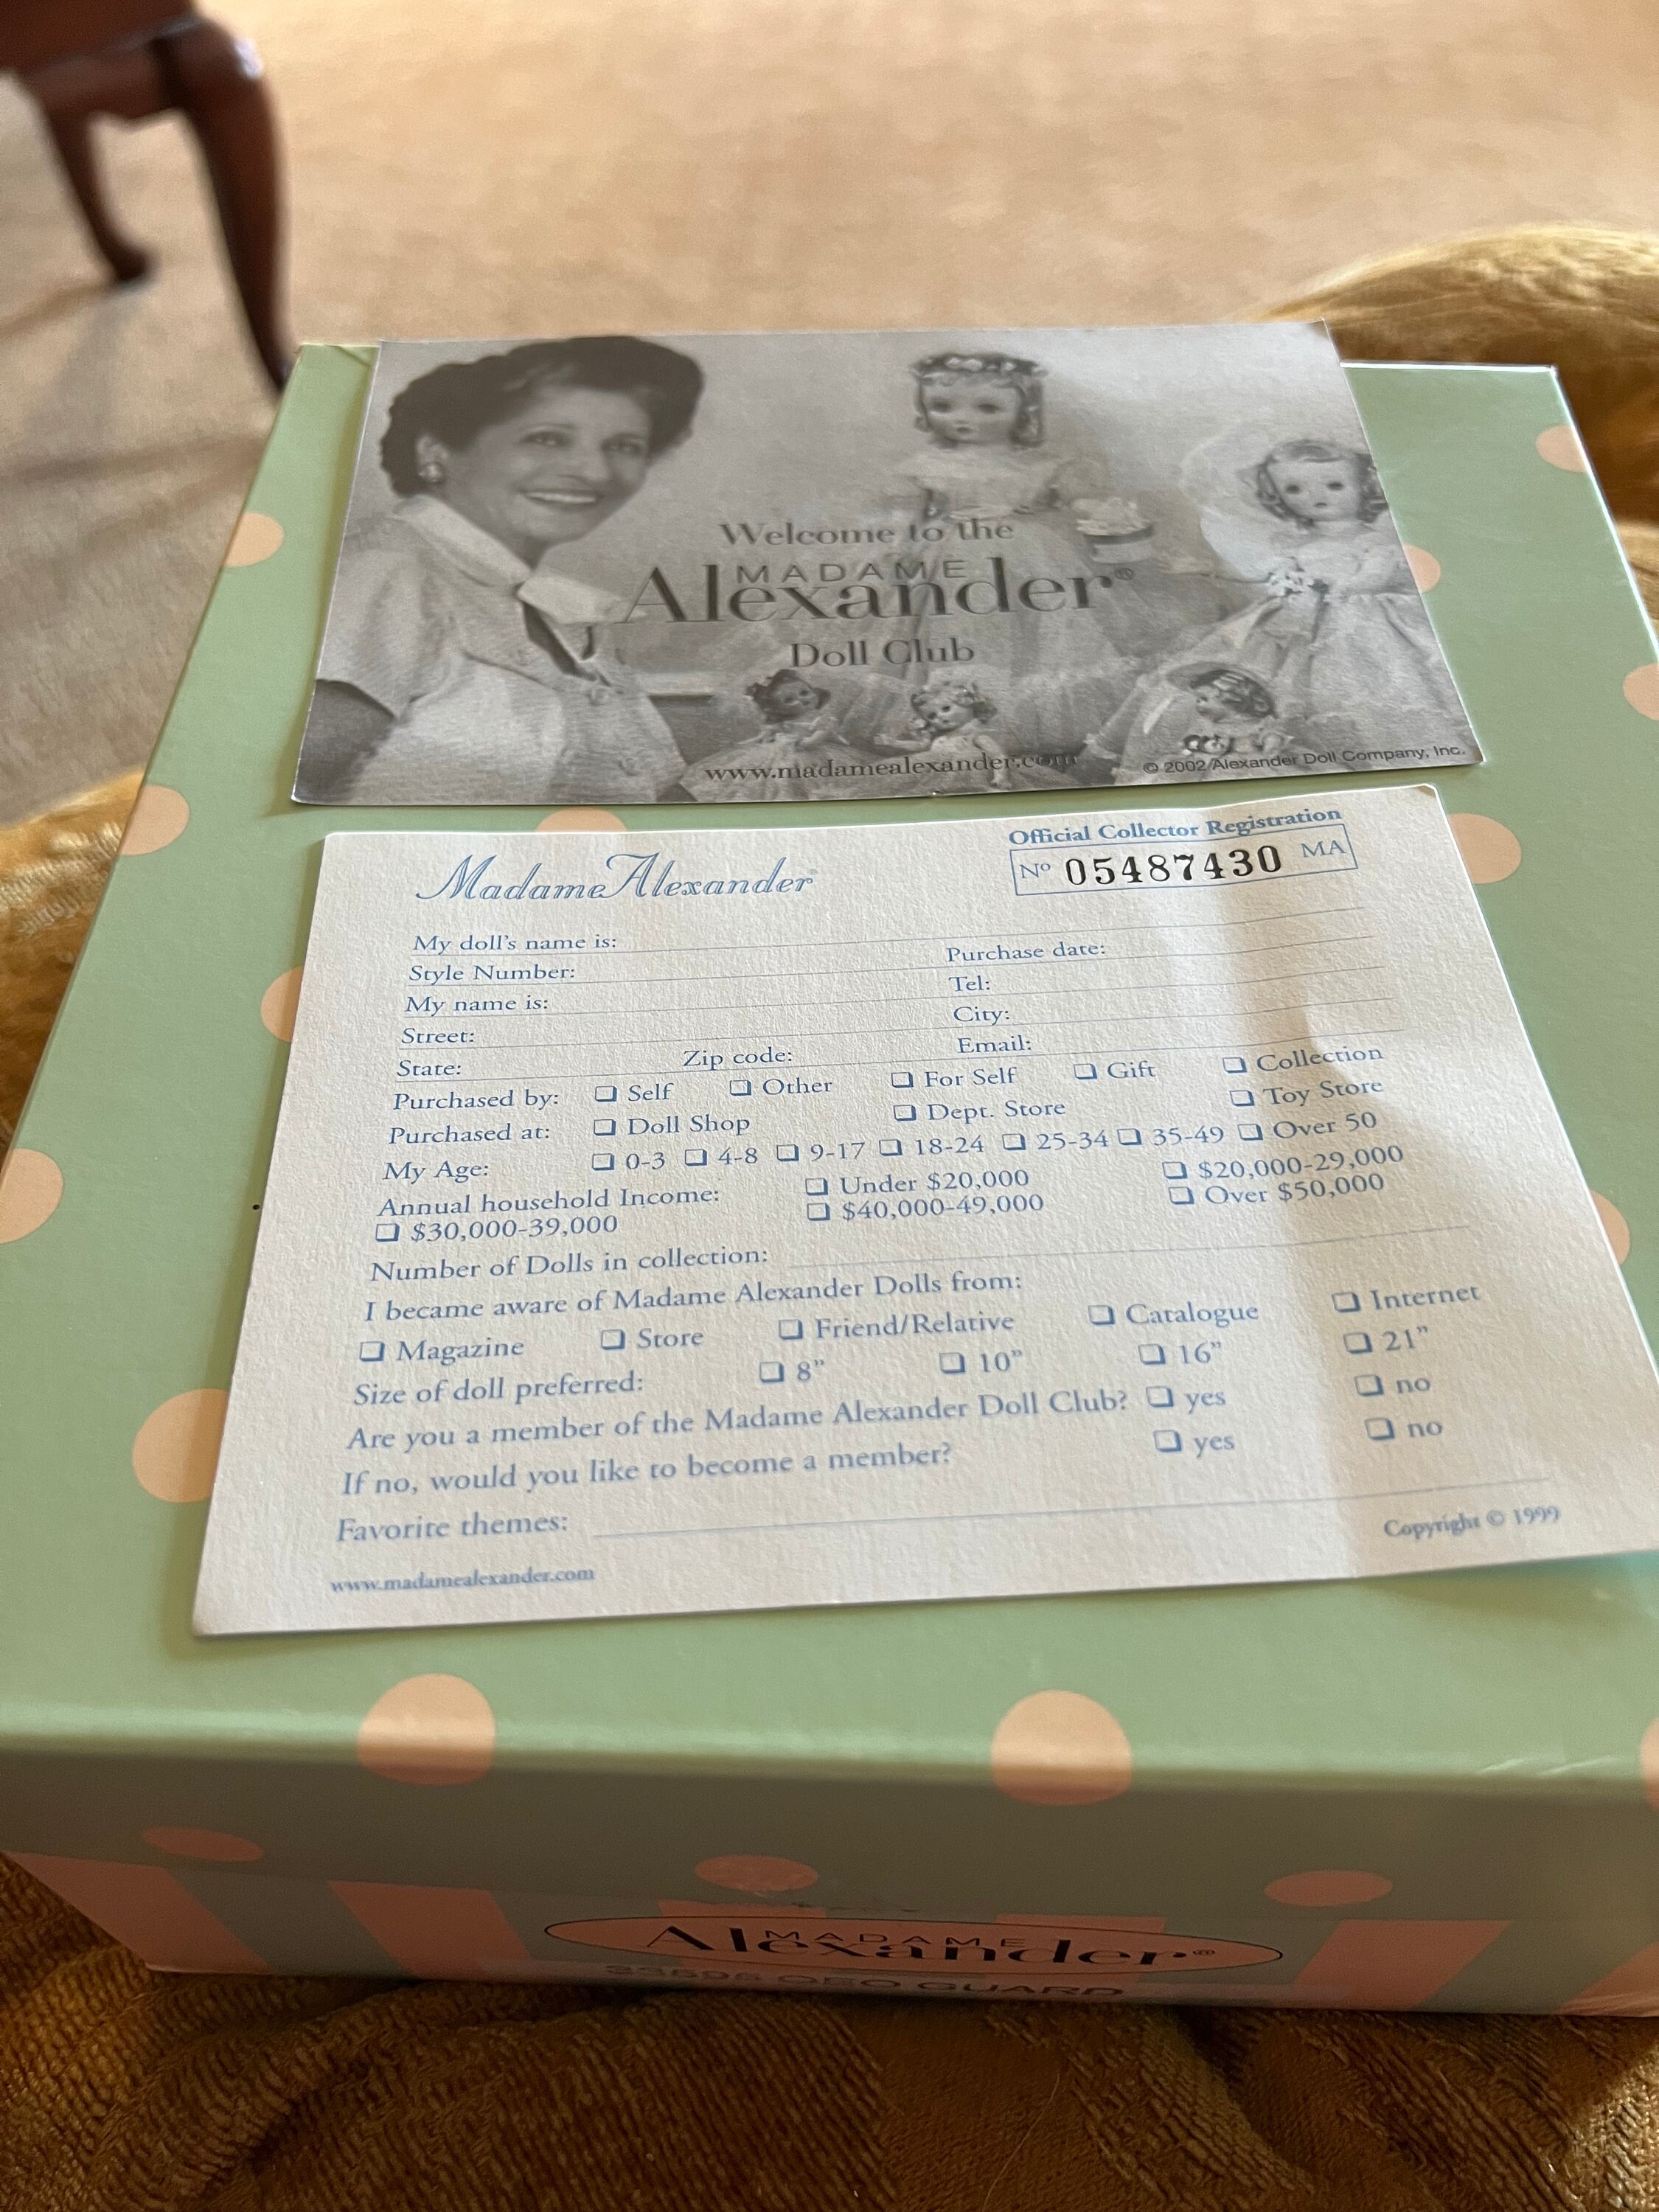 Welcome to the
MADAME
Alexander®
Doll Club
www.madamealexander.com
© 2002 Alexander Doll Company, Inc.
Madame Alexander
Official Collector Registration
Nº 05487430 MA
My doll's name is:
Style Number: Purchase date:
My name is: Tel:
Street: City:
State: Zip code: Email:
Purchased by: ❏ Self ❏ Other ❏ For Self ❏ Gift ❏ Collection
Purchased at: ❏ Doll Shop ❏ Dept. Store ❏ Toy Store
My Age: ❏ 0-3 ❏ 4-8 ❏ 9-17 ❏ 18-24 ❏ 25-34 ❏ 35-49 ❏ Over 50
Annual household Income: ❏ Under $20,000 ❏ $20,000-29,000
❏ $30,000-39,000 ❏ $40,000-49,000 ❏ Over $50,000
Number of Dolls in collection:
I became aware of Madame Alexander Dolls from:
❏ Magazine ❏ Store ❏ Friend/Relative ❏ Catalogue ❏ Internet
Size of doll preferred: ❏ 8” ❏ 10” ❏ 16” ❏ 21”
Are you a member of the Madame Alexander Doll Club? ❏ yes ❏ no
If no, would you like to become a member? ❏ yes ❏ no
Favorite themes:
Copyright © 1999
www.madamealexander.com
MADAME
Alexander®
GUARD